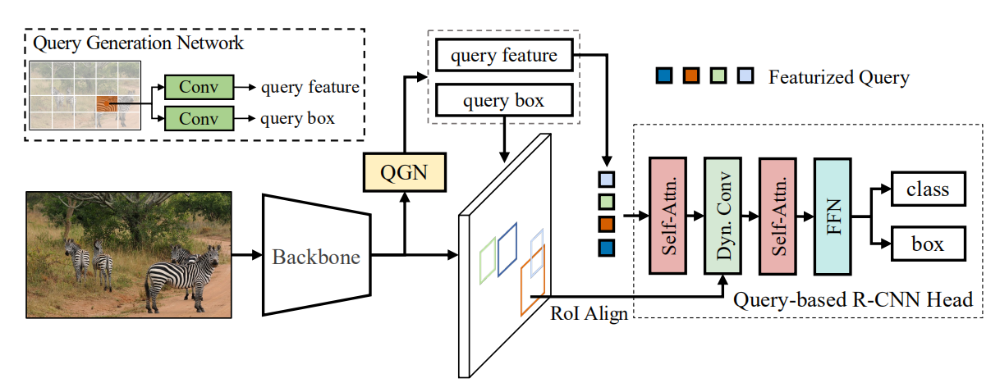 Query Generation Network
Conv
query feature
Conv
query box
query feature
query box
Featurized Query
QGN
Backbone
Self-Attn.
Dyn. Conv
Self-Attn.
FFN
class
box
RoI Align
Query-based R-CNN Head